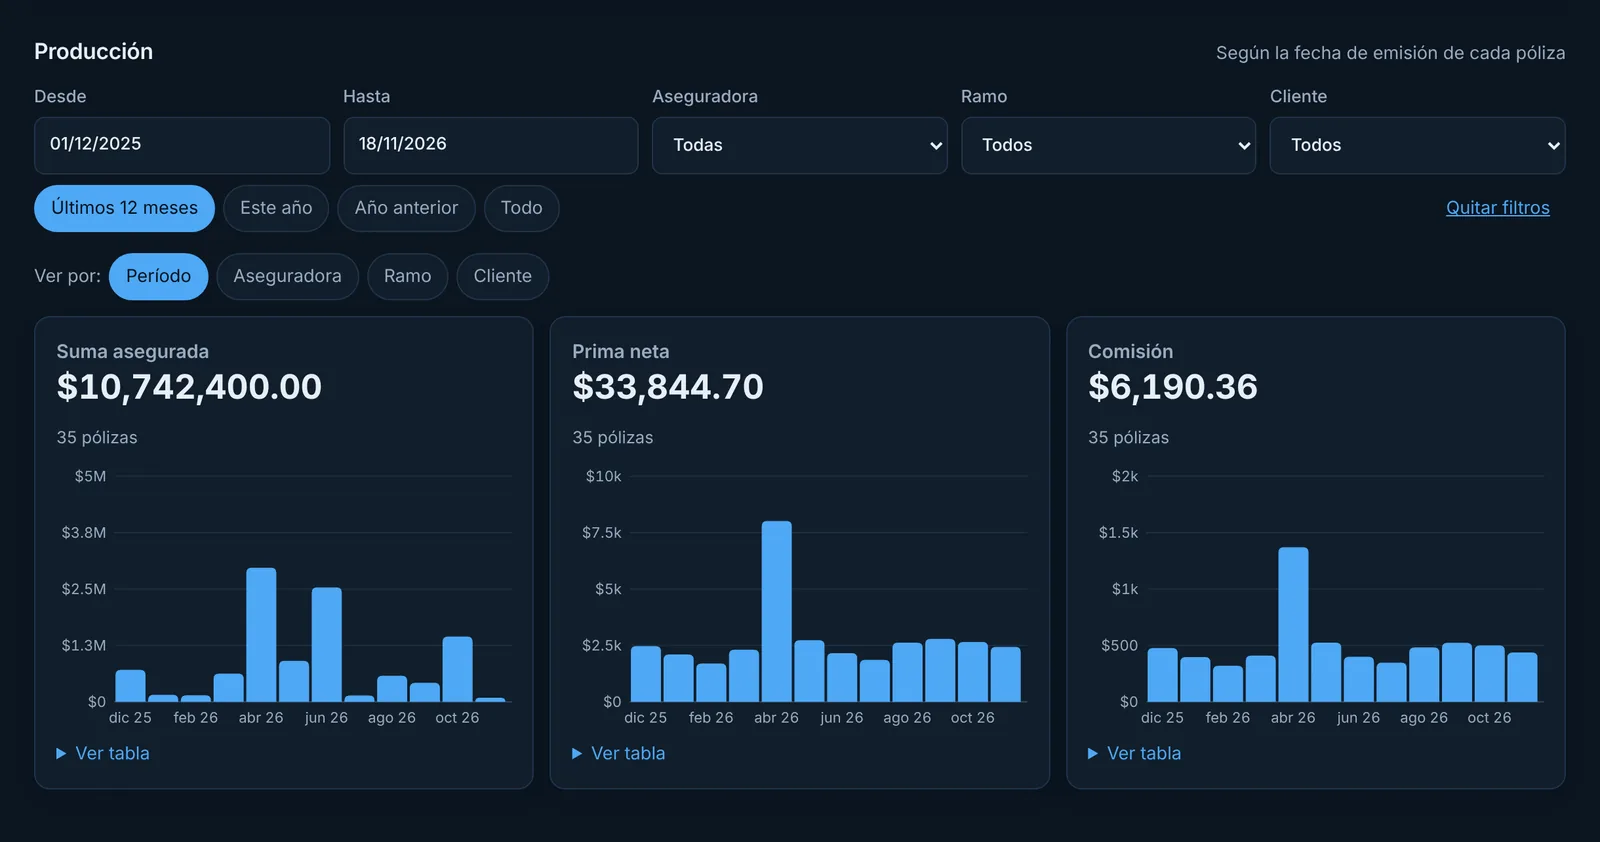 Producción
Según la fecha de emisión de cada póliza
Desde
Hasta
Aseguradora
Ramo
Cliente
01/12/2025
18/11/2026
Todas
Todos
Todos
Últimos 12 meses
Este año
Año anterior
Todo
Quitar filtros
Ver por:
Período
Aseguradora
Ramo
Cliente
Suma asegurada
$10,742,400.00
35 pólizas
$5M
$3.8M
$2.5M
$1.3M
$0
dic 25 feb 26 abr 26 jun 26 ago 26 oct 26
Ver tabla
Prima neta
$33,844.70
35 pólizas
$10k
$7.5k
$5k
$2.5k
$0
dic 25 feb 26 abr 26 jun 26 ago 26 oct 26
Ver tabla
Comisión
$6,190.36
35 pólizas
$2k
$1.5k
$1k
$500
$0
dic 25 feb 26 abr 26 jun 26 ago 26 oct 26
Ver tabla